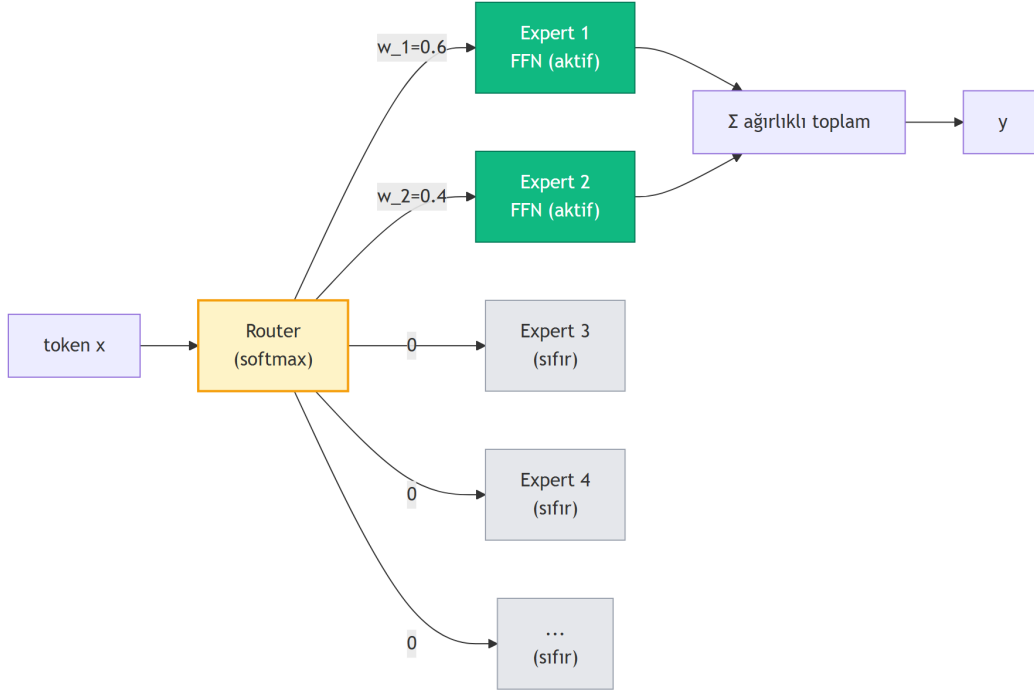 token x
Router
(softmax)
w_1=0.6
w_2=0.4
0
0
0
Expert 1
FFN (aktif)
Expert 2
FFN (aktif)
Expert 3
(sıfır)
Expert 4
(sıfır)
...
(sıfır)
Σ ağırlıklı toplam
y